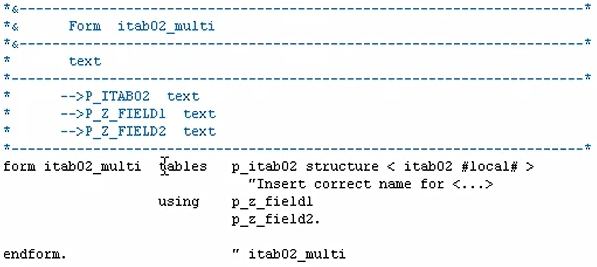 *&---------------------------------------------------------------------*
*&      Form  itab02_multi
*&---------------------------------------------------------------------*
*       text
*----------------------------------------------------------------------*
*      -->P_ITAB02  text
*      -->P_Z_FIELD1  text
*      -->P_Z_FIELD2  text
*----------------------------------------------------------------------*
form itab02_multi  tables   p_itab02 structure < itab02 #local# >
                              "Insert correct name for <...>
                   using    p_z_field1
                            p_z_field2.
endform.                    " itab02_multi